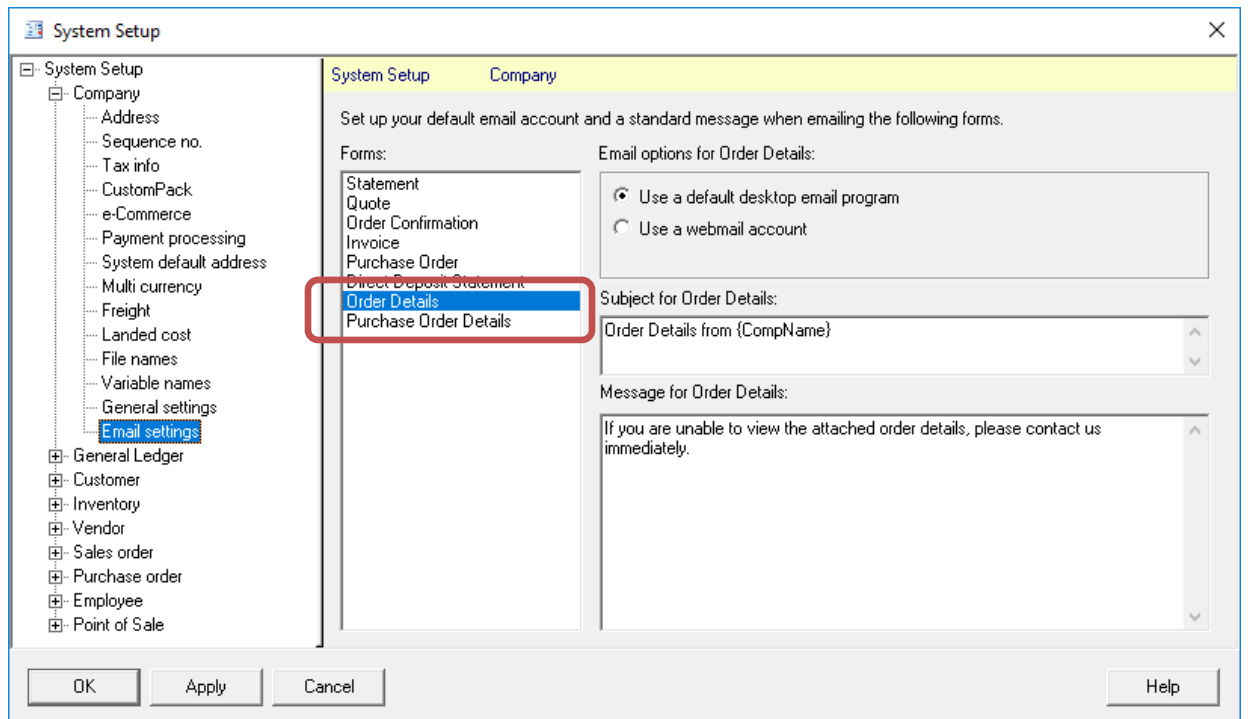 System Setup
System Setup
Company
Address
Sequence no.
Tax info
CustomPack
e-Commerce
Payment processing
System default address
Multi currency
Freight
Landed cost
File names
Variable names
General settings
Email settings
General Ledger
Customer
Inventory
Vendor
Sales order
Purchase order
Employee
Point of Sale
System Setup Company
Set up your default email account and a standard message when emailing the following forms.
Forms:
Statement
Quote
Order Confirmation
Invoice
Purchase Order
Direct Deposit Statement
Order Details
Purchase Order Details
Email options for Order Details:
Use a default desktop email program
Use a webmail account
Subject for Order Details:
Order Details from {CompName}
Message for Order Details:
If you are unable to view the attached order details, please contact us
immediately.
OK Apply Cancel Help